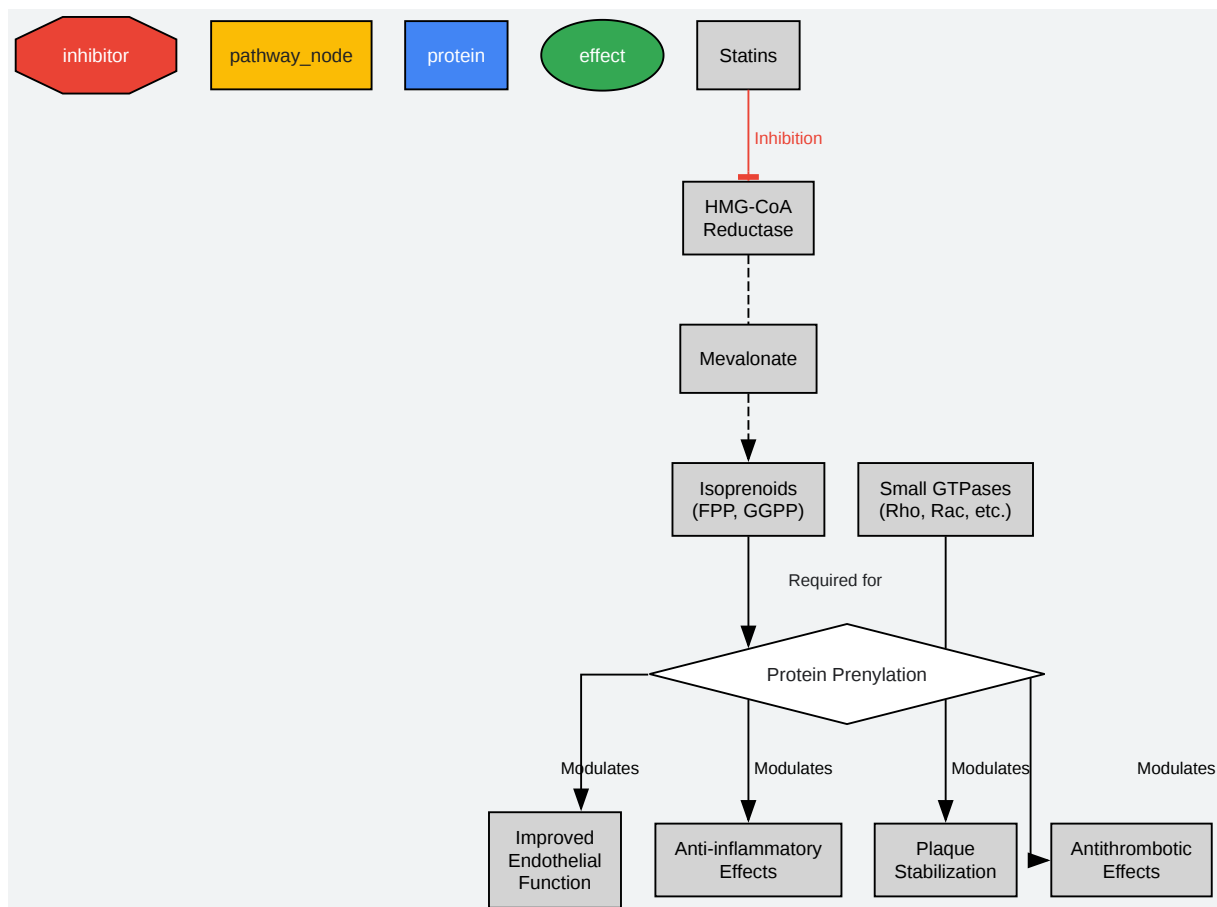 inhibitor
pathway_node
protein
effect
Statins
Inhibition
HMG-CoA
Reductase
Mevalonate
Isoprenoids
(FPP, GGPP)
Small GTPases
(Rho, Rac, etc.)
Required for
Protein Prenylation
Modulates
Modulates
Modulates
Modulates
Improved
Endothelial
Function
Anti-inflammatory
Effects
Plaque
Stabilization
Antithrombotic
Effects